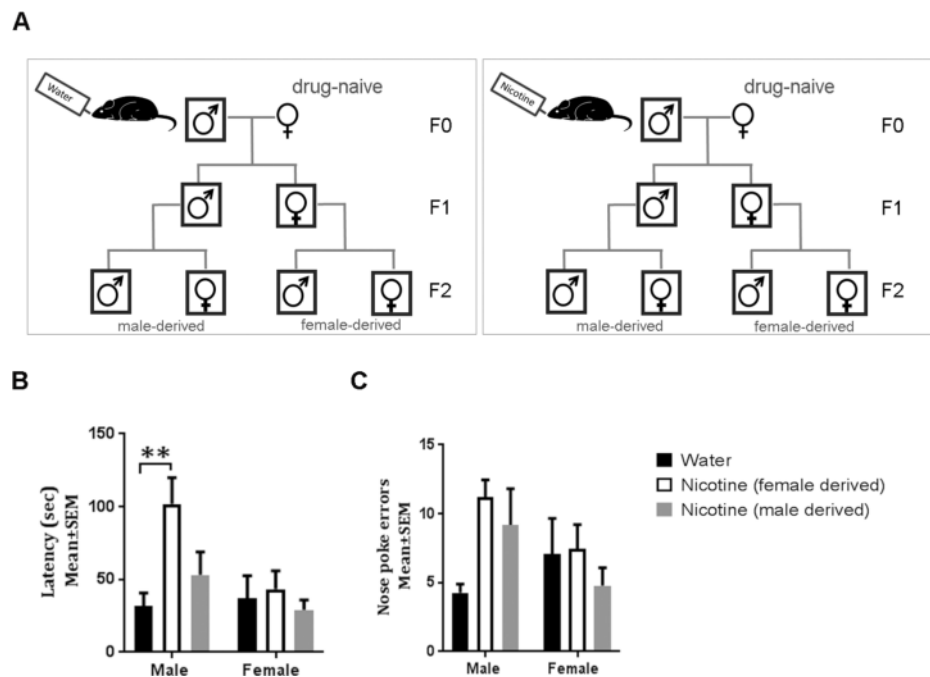 A
Water
drug-naive
F0
F1
F2
male-derived
female-derived
Nicotine
drug-naive
F0
F1
F2
male-derived
female-derived
B
Latency (sec)
Mean±SEM
150
100
50
0
**
Male
Female
C
Nose poke errors
Mean±SEM
15
10
5
0
Male
Female
Water
Nicotine (female derived)
Nicotine (male derived)